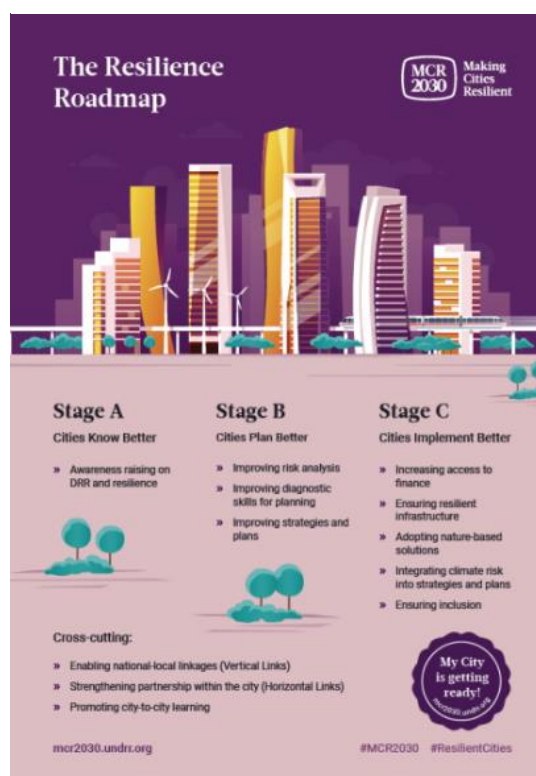 The Resilience
Roadmap
MCR
2030
Making
Cities
Resilient
Stage A
Cities Know Better
» Awareness raising on
DRR and resilience
Stage B
Cities Plan Better
» Improving risk analysis
» Improving diagnostic
skills for planning
» Improving strategies and
plans
Stage C
Cities Implement Better
» Increasing access to
finance
» Ensuring resilient
infrastructure
» Adopting nature-based
solutions
» Integrating climate risk
into strategies and plans
» Ensuring inclusion
Cross-cutting:
» Enabling national-local linkages (Vertical Links)
» Strengthening partnership within the city (Horizontal Links)
» Promoting city-to-city learning
My City
is getting
ready!
mcr2030.undrr.org
mcr2030.undrr.org
#MCR2030 #ResilientCities